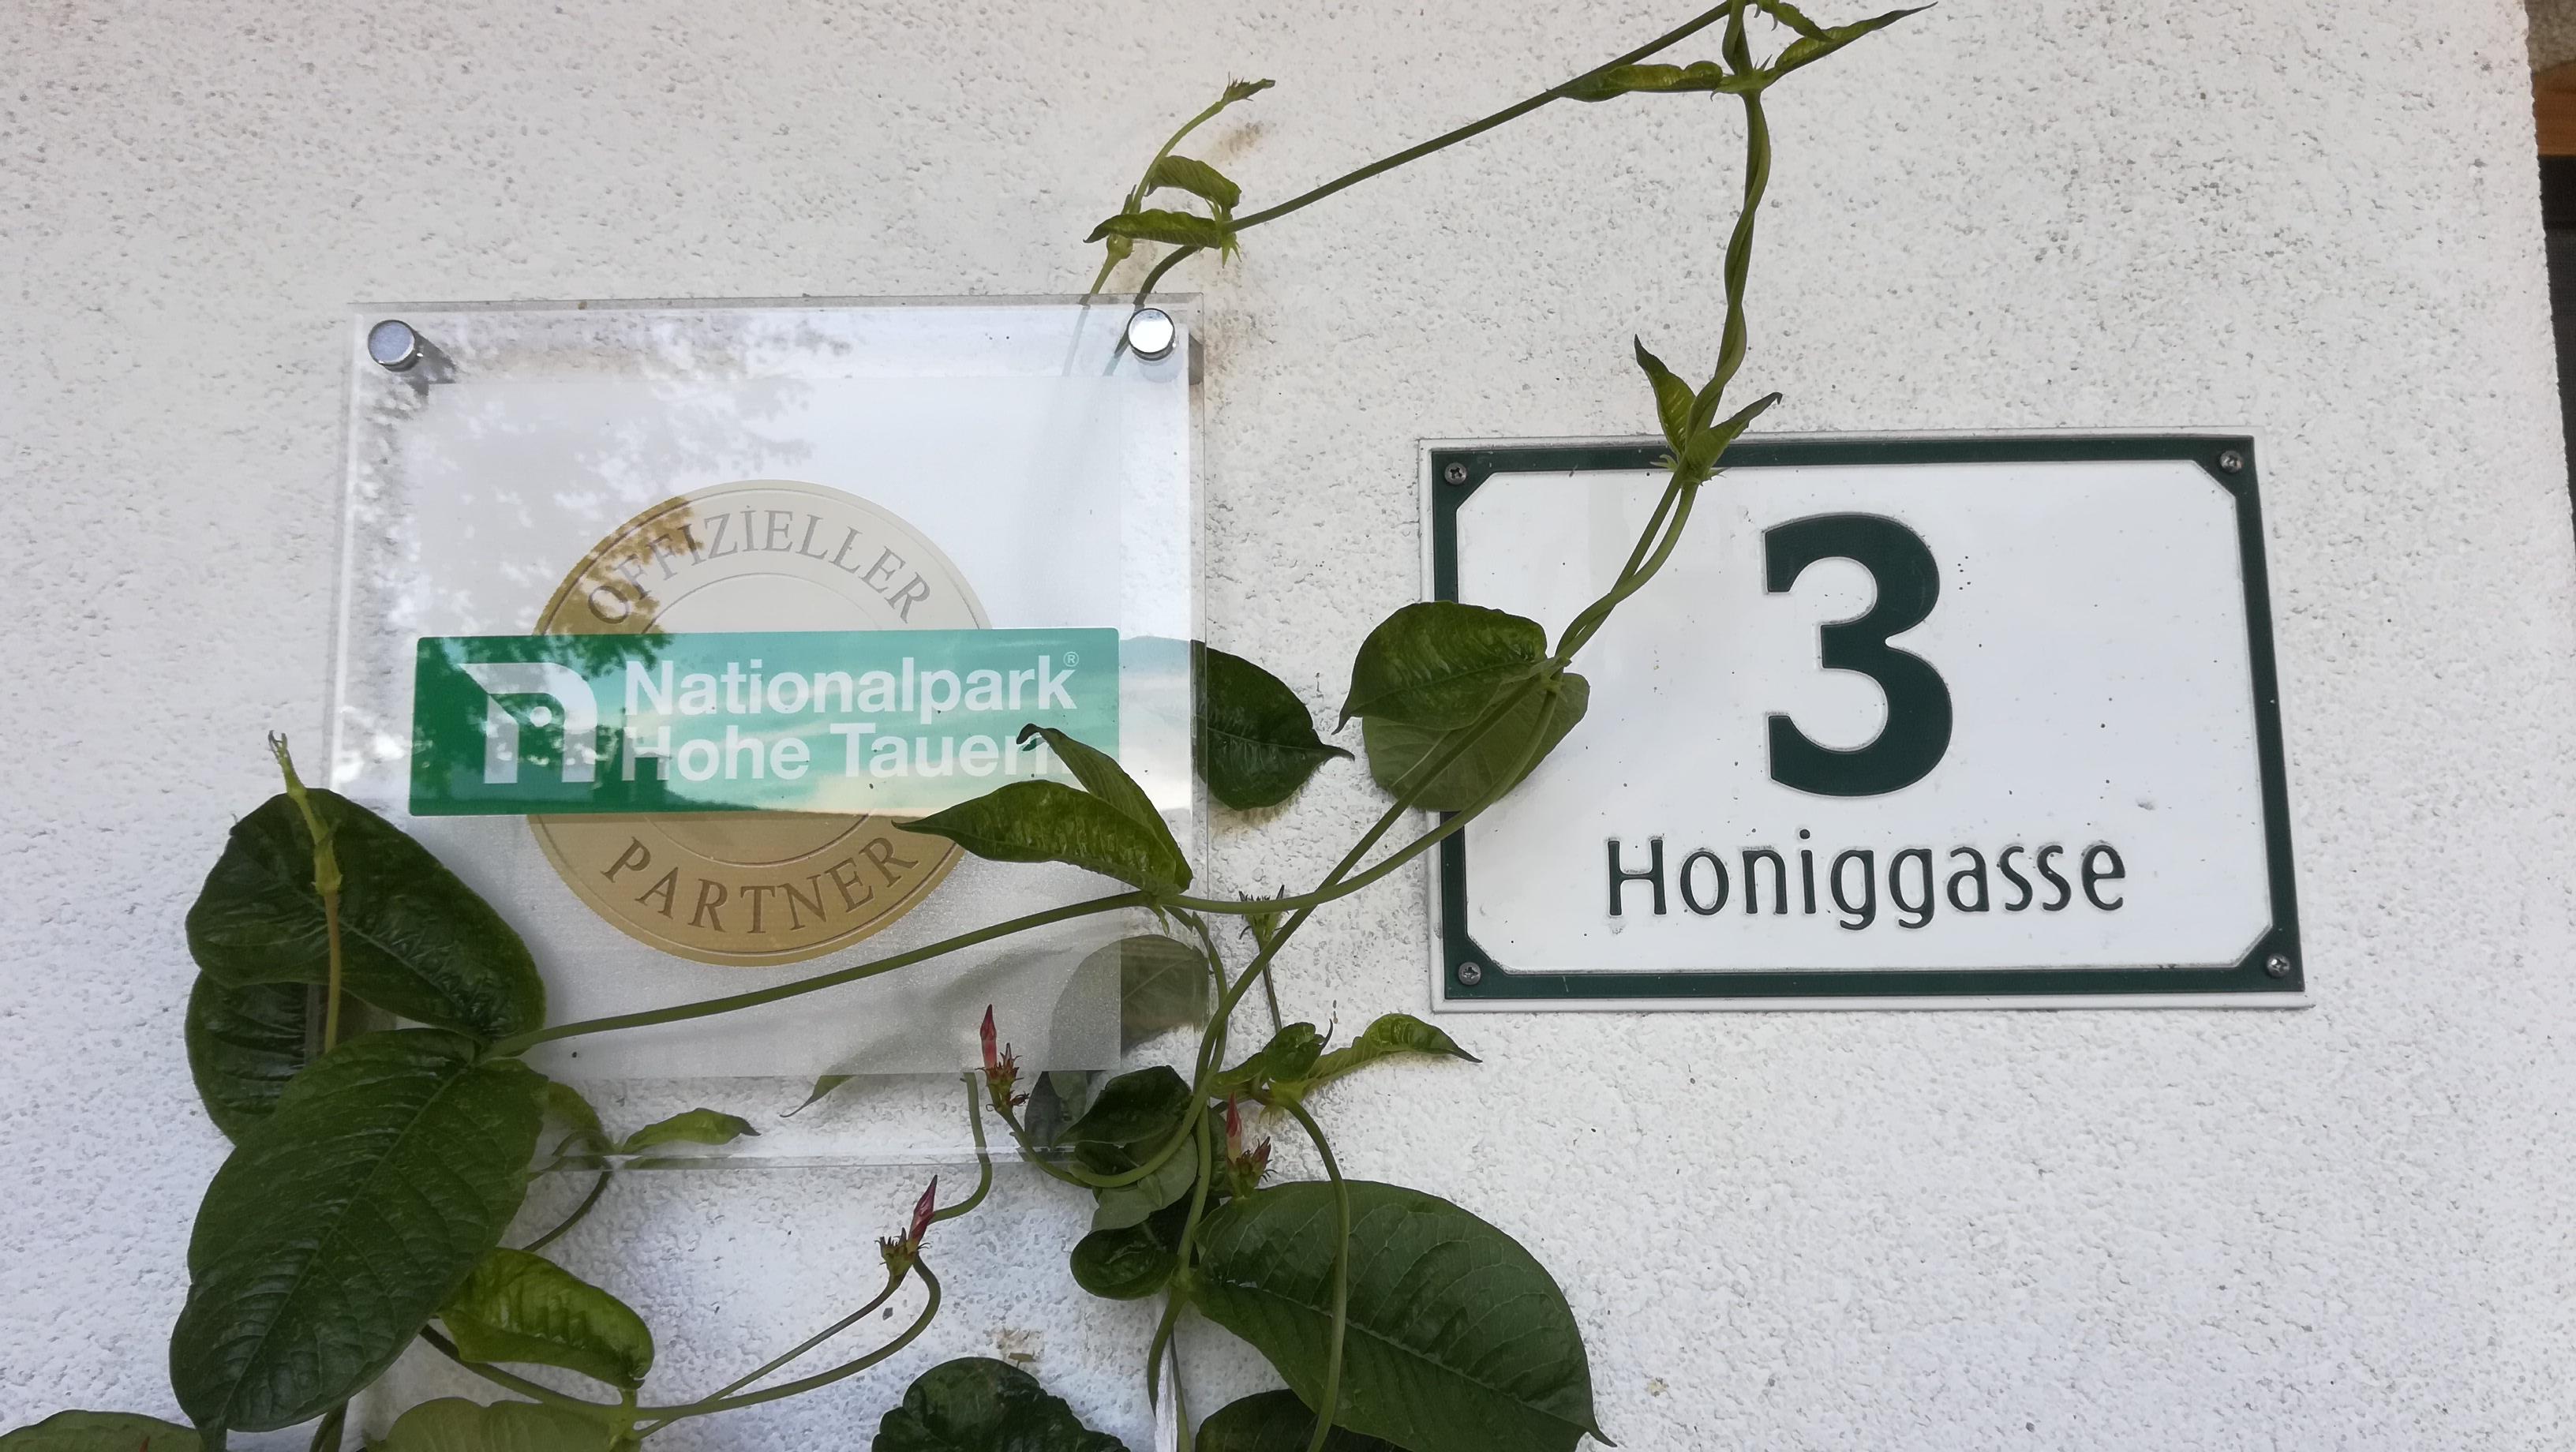 OFFIZIELLER
Nationalpark®
Hohe Tauern
PARTNER
3
Honiggasse